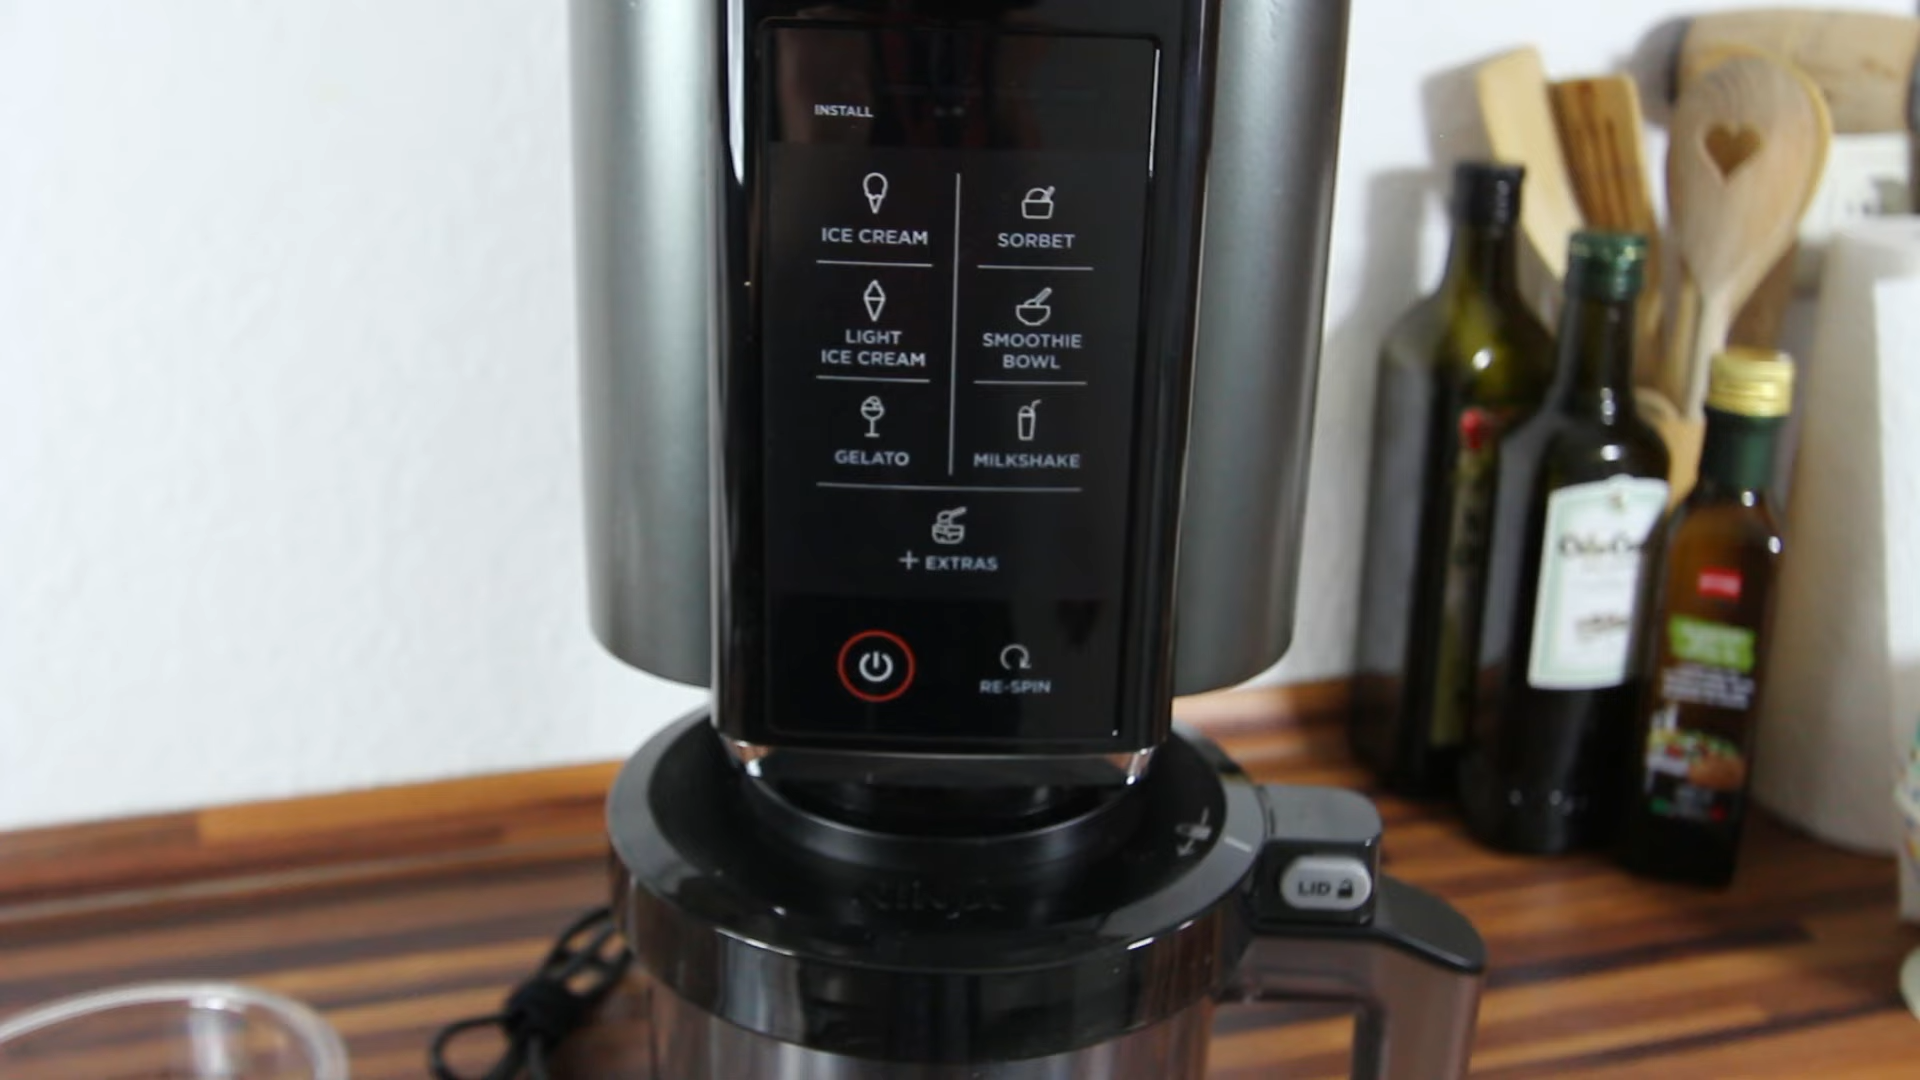 INSTALL
ICE CREAM
SORBET
LIGHT
ICE CREAM
SMOOTHIE
BOWL
GELATO
MILKSHAKE
+ EXTRAS
RE-SPIN
LID